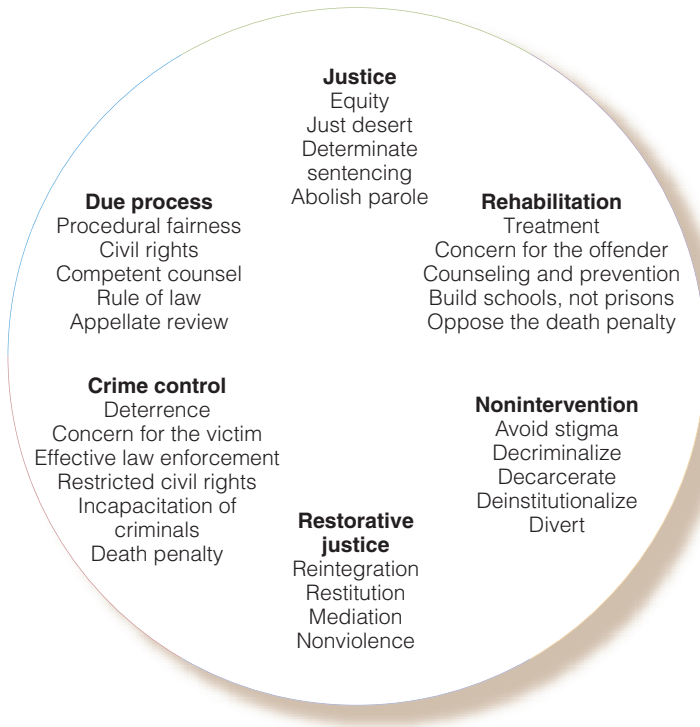 Justice
Equity
Just desert
Determinate
sentencing
Abolish parole
Due process
Procedural fairness
Civil rights
Competent counsel
Rule of law
Appellate review
Rehabilitation
Treatment
Concern for the offender
Counseling and prevention
Build schools, not prisons
Oppose the death penalty
Crime control
Deterrence
Concern for the victim
Effective law enforcement
Restricted civil rights
Incapacitation of
criminals
Death penalty
Nonintervention
Avoid stigma
Decriminalize
Decarcerate
Deinstitutionalize
Divert
Restorative
justice
Reintegration
Restitution
Mediation
Nonviolence